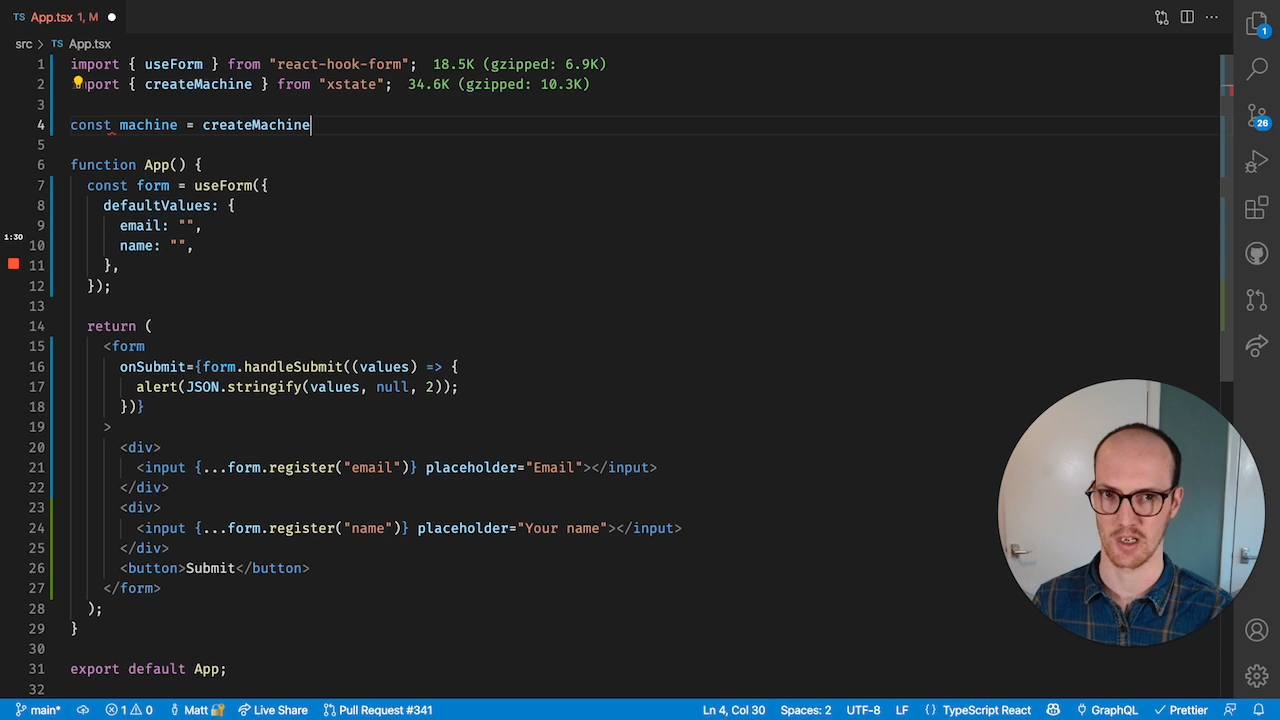 TS App.tsx 1, M
src > TS App.tsx
1 import { useForm } from "react-hook-form"; 18.5K (gzipped: 6.9K)
2 import { createMachine } from "xstate"; 34.6K (gzipped: 10.3K)
3
4 const machine = createMachine
5
6 function App() {
7 const form = useForm({
8 defaultValues: {
9 email: "",
1:30
10 name: "",
11 },
12 });
13
14 return (
15 <form
16 onSubmit={form.handleSubmit((values) => {
17 alert(JSON.stringify(values, null, 2));
18 })}
19 >
20 <div>
21 <input {...form.register("email")} placeholder="Email"></input>
22 </div>
23 <div>
24 <input {...form.register("name")} placeholder="Your name"></input>
25 </div>
26 <button>Submit</button>
27 </form>
28 );
29 }
30
31 export default App;
32
1
26
main* 1 0 Matt Live Share Pull Request #341 Ln 4, Col 30 Spaces: 2 UTF-8 LF {} TypeScript React GraphQL Prettier